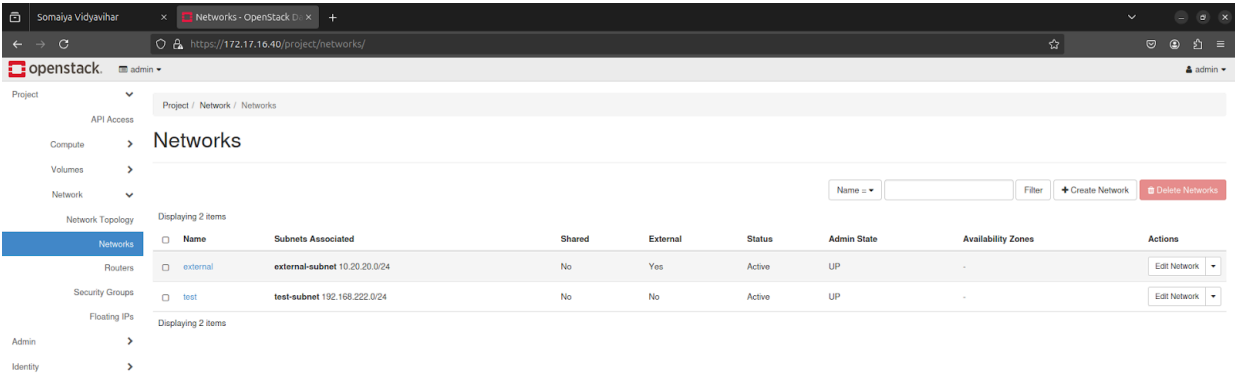 Somaiya Vidyavihar × Networks - OpenStack Da × +
https://172.17.16.40/project/networks/
openstack. admin admin
Project
API Access
Compute
Volumes
Network
Network Topology
Networks
Routers
Security Groups
Floating IPs
Admin
Identity
Project / Network / Networks
Networks
Name = Filter + Create Network Delete Networks
Displaying 2 items
Name Subnets Associated Shared External Status Admin State Availability Zones Actions
external external-subnet 10.20.20.0/24 No Yes Active UP - Edit Network
test test-subnet 192.168.222.0/24 No No Active UP - Edit Network
Displaying 2 items